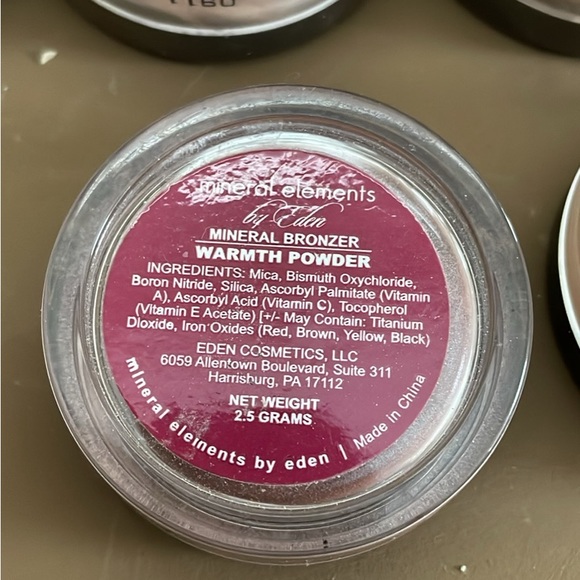 mineral elements
by Eden
MINERAL BRONZER
WARMTH POWDER
INGREDIENTS: Mica, Bismuth Oxychloride,
Boron Nitride, Silica, Ascorbyl Palmitate (Vitamin
A), Ascorbyl Acid (Vitamin C), Tocopherol
(Vitamin E Acetate) [+/- May Contain: Titanium
Dloxide, Iron Oxides (Red, Brown, Yellow, Black)
EDEN COSMETICS, LLC
6059 Allentown Boulevard, Suite 311
Harrisburg, PA 17112
NET WEIGHT
2.5 GRAMS
mineral elements by eden | Made in China